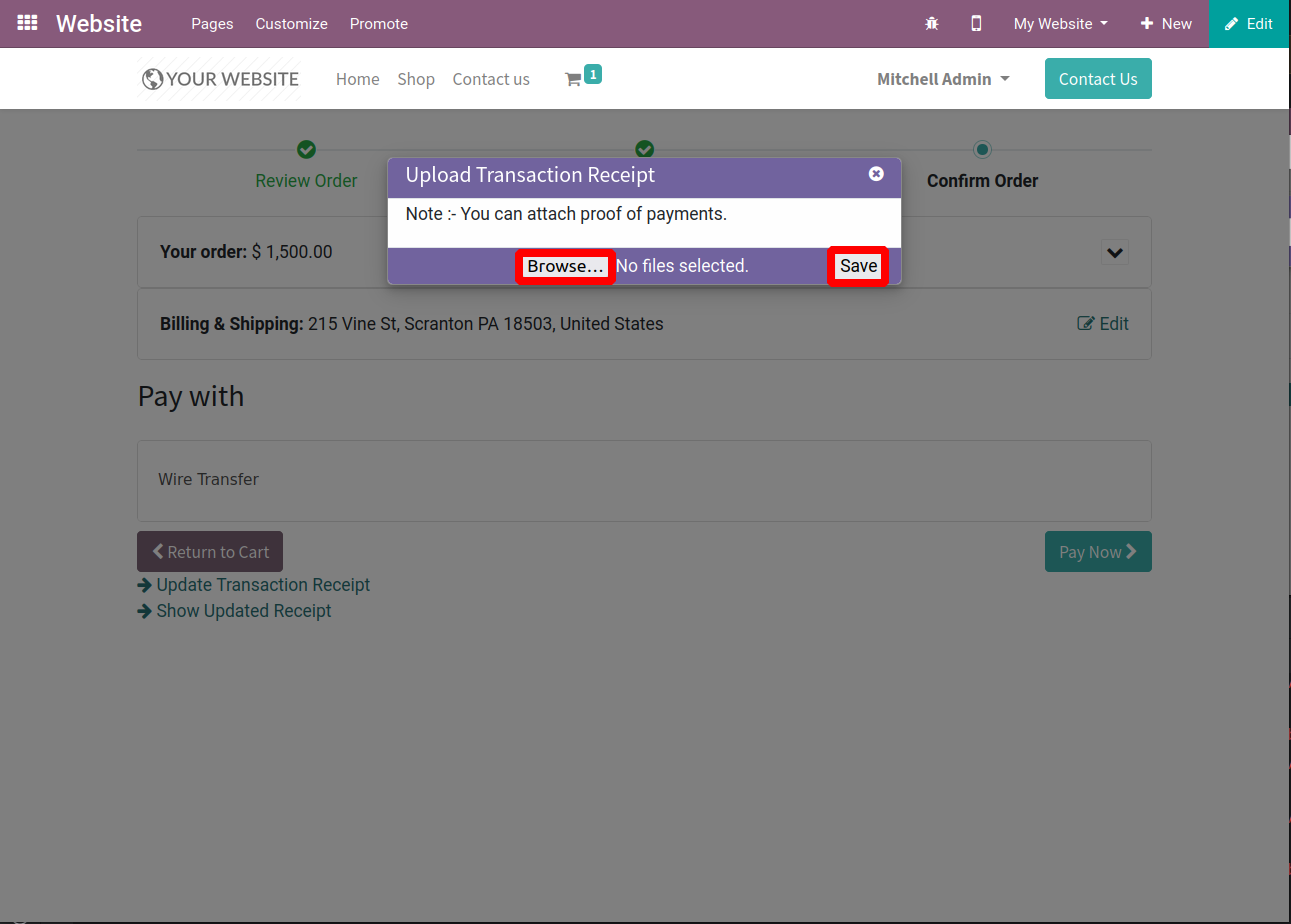 Website Pages Customize Promote My Website New Edit
YOUR WEBSITE Home Shop Contact us 1 Mitchell Admin Contact Us
Review Order Confirm Order
Upload Transaction Receipt
Note :- You can attach proof of payments.
Browse... No files selected. Save
Your order: $ 1,500.00
Billing & Shipping: 215 Vine St, Scranton PA 18503, United States Edit
Pay with
Wire Transfer
Return to Cart Pay Now
Update Transaction Receipt
Show Updated Receipt